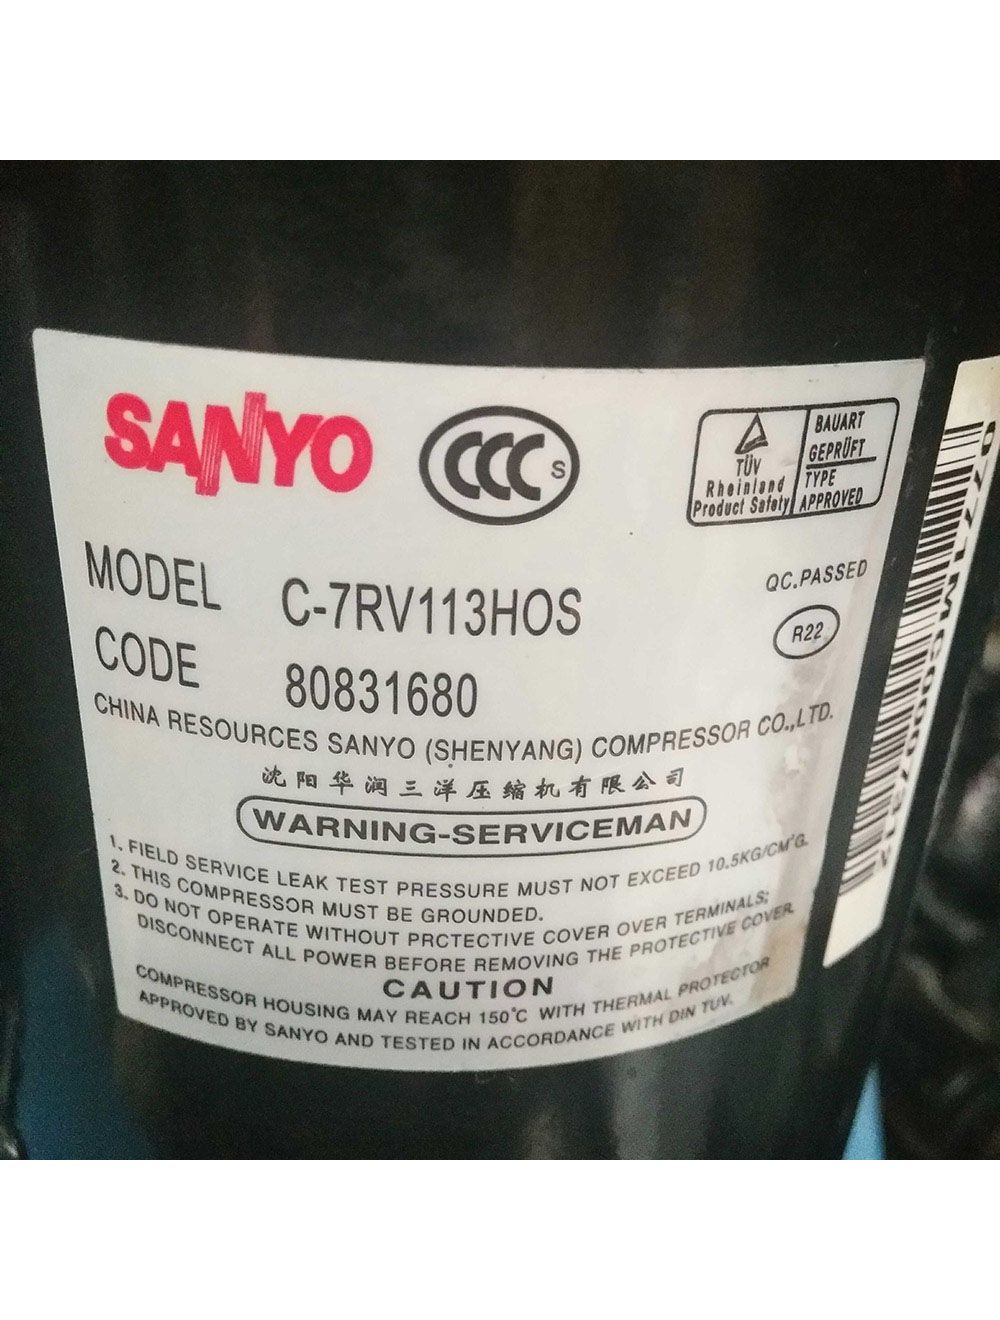 SANYO
CCC S
TÜV
Rheinland
Product Safety
BAUART
GEPRÜFT
TYPE
APPROVED
MODEL C-7RV113HOS
QC.PASSED
CODE 80831680
R22
CHINA RESOURCES SANYO (SHENYANG) COMPRESSOR CO.,LTD.
沈阳华润三洋压缩机有限公司
WARNING-SERVICEMAN
1. FIELD SERVICE LEAK TEST PRESSURE MUST NOT EXCEED 10.5KG/CM²G.
2. THIS COMPRESSOR MUST BE GROUNDED.
3. DO NOT OPERATE WITHOUT PRCTECTIVE COVER OVER TERMINALS;
DISCONNECT ALL POWER BEFORE REMOVING THE PROTECTIVE COVER.
CAUTION
COMPRESSOR HOUSING MAY REACH 150℃ WITH THERMAL PROTECTOR
APPROVED BY SANYO AND TESTED IN ACCORDANCE WITH DIN TUV.